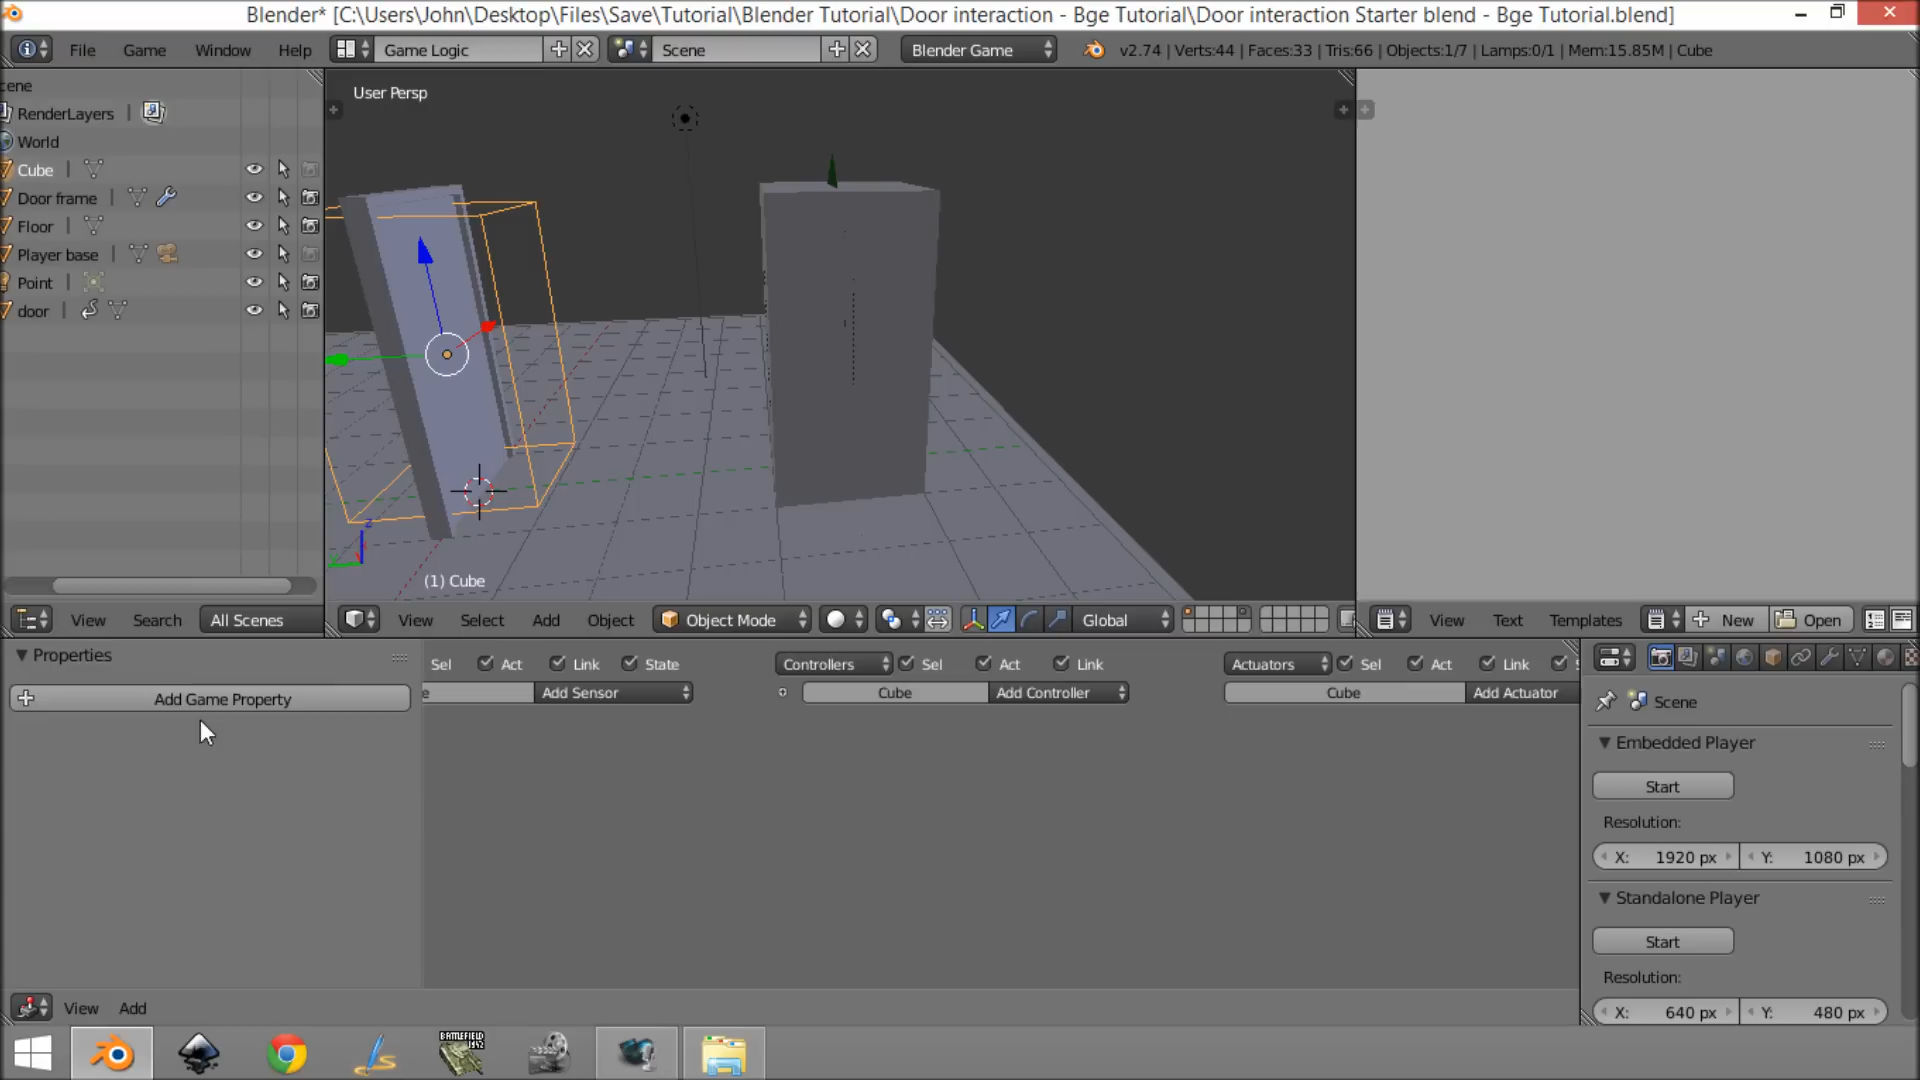 Blender* [C:\Users\John\Desktop\Files\Save\Tutorial\Blender Tutorial\Door interaction - Bge Tutorial\Door interaction Starter blend - Bge Tutorial.blend]
File Game Window Help Game Logic Scene Blender Game v2.74 | Verts:44 | Faces:33 | Tris:66 | Objects:1/7 | Lamps:0/1 | Mem:15.85M | Cube
cene
RenderLayers
World
Cube
Door frame
Floor
Player base
Point
door
User Persp
z
(1) Cube
View Search All Scenes
View Select Add Object Object Mode Global
View Text Templates New Open
Properties
Add Game Property
Sel Act Link State Controllers Sel Act Link Actuators Sel Act Link S
e Add Sensor Cube Add Controller Cube Add Actuator
Scene
Embedded Player
Start
Resolution:
X: 1920 px Y: 1080 px
Standalone Player
Start
Resolution:
X: 640 px Y: 480 px
View Add
BATTLEFIELD
1942